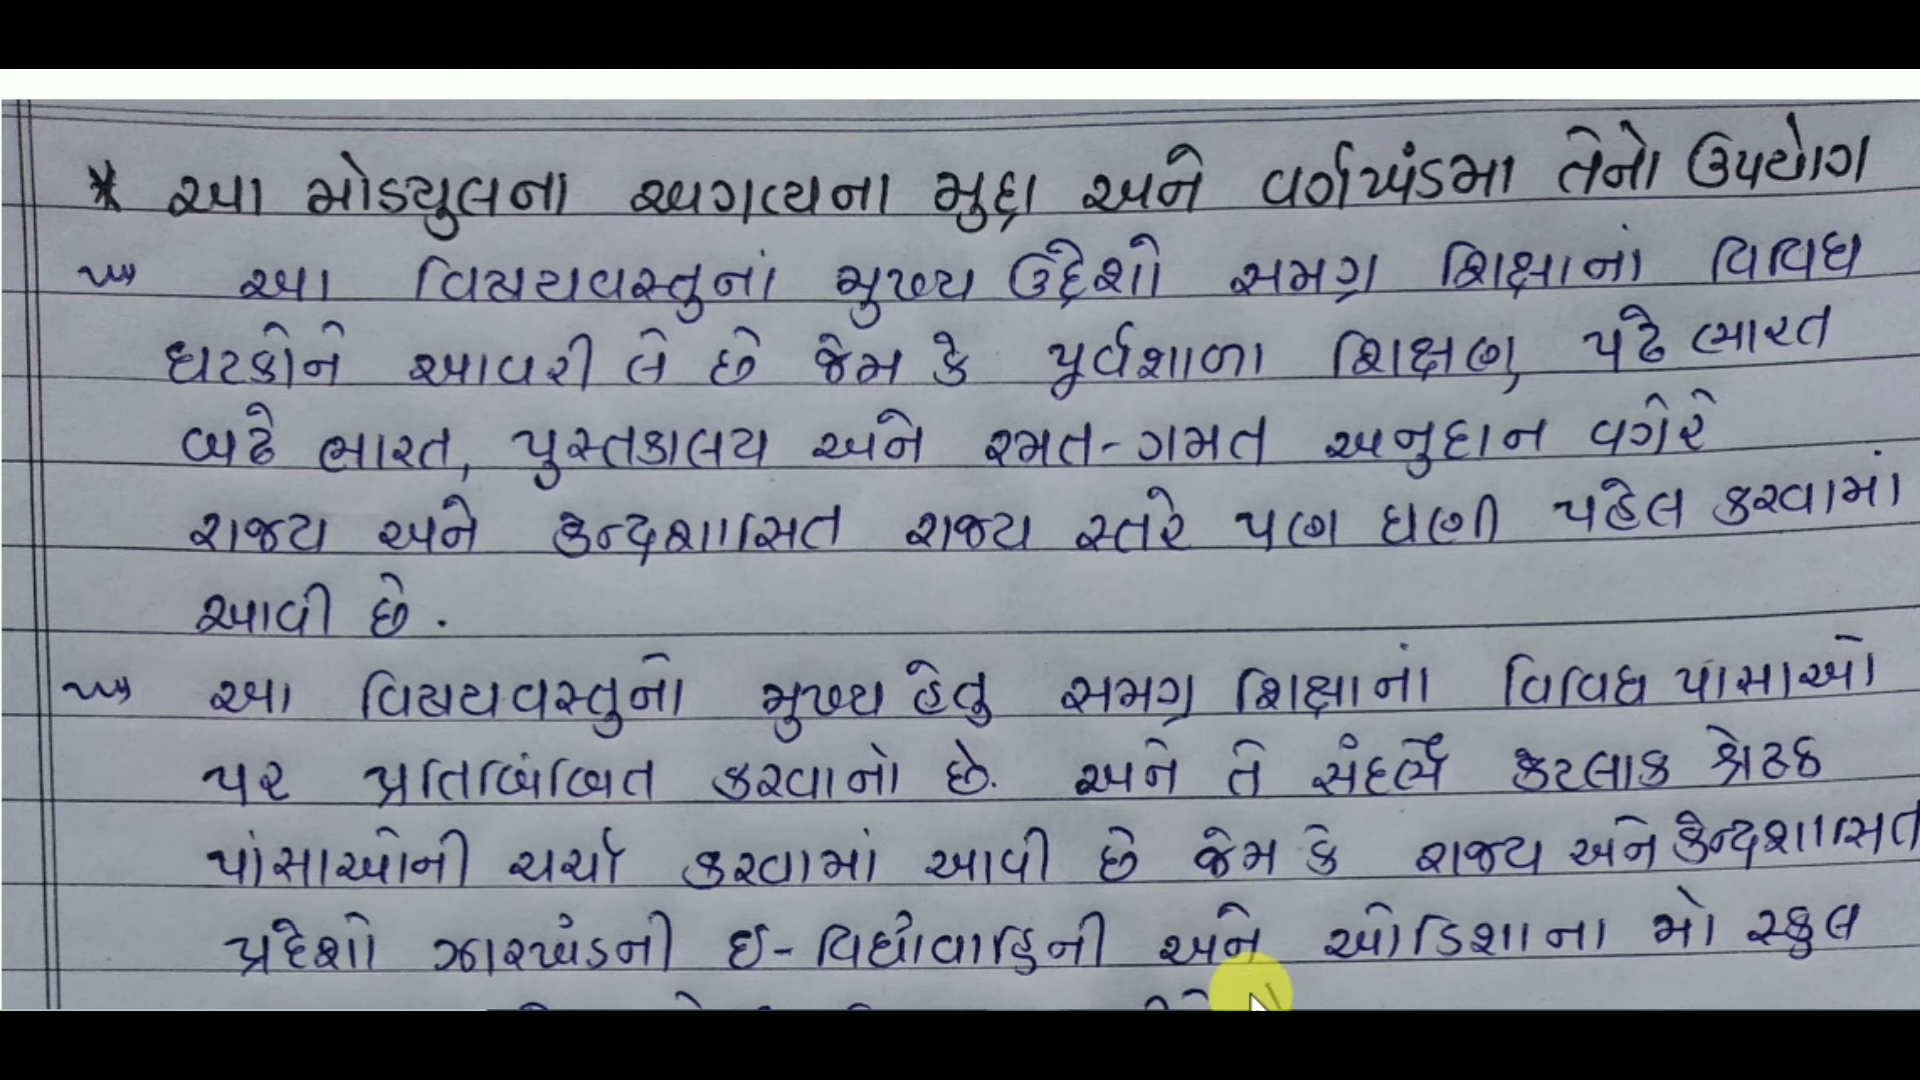 * આ મોડ્યુલના અગત્યના મુદ્દા અને વર્ગખંડમા તેનો ઉપયોગ
આ વિષયવસ્તુનાં મુખ્ય ઉદ્દેશો સમગ્ર શિક્ષાનાં વિવિધ
ઘટકોને આવરી લે છે જેમ કે પૂર્વશાળા શિક્ષણ, પઢે ભારત
બઢે ભારત, પુસ્તકાલય અને રમત-ગમત અનુદાન વગેરે
રાજ્ય અને કેન્દ્રશાસિત રાજ્ય સ્તરે પણ ઘણી પહેલ કરવામાં
આવી છે.
આ વિષયવસ્તુનો મુખ્ય હેતુ સમગ્ર શિક્ષાનાં વિવિધ પાસાઓ
પર પ્રતિબિંબિત કરવાનો છે. અને તે સંદર્ભે કેટલાક
પાંસાઓની ચર્ચા કરવામાં આવી છે જેમ કે રાજ્ય અને કેન્દ્રશાસિત
પ્રદેશો ઝારખંડની ઈ-વિદ્યાવાહિની અને ઓડિશાના મો સ્કુલ